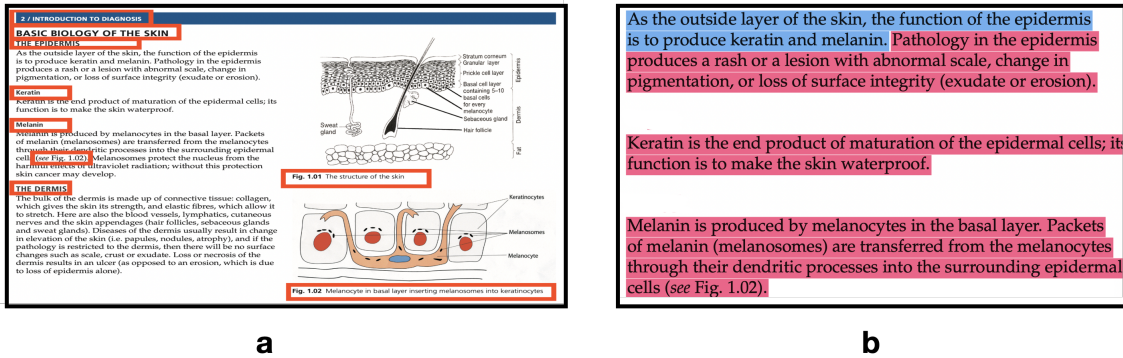 2 / INTRODUCTION TO DIAGNOSIS
BASIC BIOLOGY OF THE SKIN
THE EPIDERMIS
As the outside layer of the skin, the function of the epidermis
is to produce keratin and melanin. Pathology in the epidermis
produces a rash or a lesion with abnormal scale, change in
pigmentation, or loss of surface integrity (exudate or erosion).
Keratin
Keratin is the end product of maturation of the epidermal cells; its
function is to make the skin waterproof.
Melanin
Melanin is produced by melanocytes in the basal layer. Packets
of melanin (melanosomes) are transferred from the melanocytes
through their dendritic processes into the surrounding epidermal
cells (see Fig. 1.02). Melanosomes protect the nucleus from the
harmful effects of ultraviolet radiation; without this protection
skin cancer may develop.
THE DERMIS
The bulk of the dermis is made up of connective tissue: collagen,
which gives the skin its strength, and elastic fibres, which allow it
to stretch. Here are also the blood vessels, lymphatics, cutaneous
nerves and the skin appendages (hair follicles, sebaceous glands
and sweat glands). Diseases of the dermis usually result in change
in elevation of the skin (i.e. papules, nodules, atrophy), and if the
pathology is restricted to the dermis, then there will be no surface
changes such as scale, crust or exudate. Loss or necrosis of the
dermis results in an ulcer (as opposed to an erosion, which is due
to loss of epidermis alone).
Stratum corneum
Granular layer
Prickle cell layer
Basal cell layer
containing 5–10
basal cells
for every
melanocyte
Sebaceous gland
Hair follicle
Sweat
gland
Epidermis
Dermis
Fat
Fig. 1.01 The structure of the skin
Keratinocytes
Melanosomes
Melanocyte
Fig. 1.02 Melanocyte in basal layer inserting melanosomes into keratinocytes
a
As the outside layer of the skin, the function of the epidermis
is to produce keratin and melanin. Pathology in the epidermis
produces a rash or a lesion with abnormal scale, change in
pigmentation, or loss of surface integrity (exudate or erosion).
Keratin is the end product of maturation of the epidermal cells; its
function is to make the skin waterproof.
Melanin is produced by melanocytes in the basal layer. Packets
of melanin (melanosomes) are transferred from the melanocytes
through their dendritic processes into the surrounding epidermal
cells (see Fig. 1.02).
b